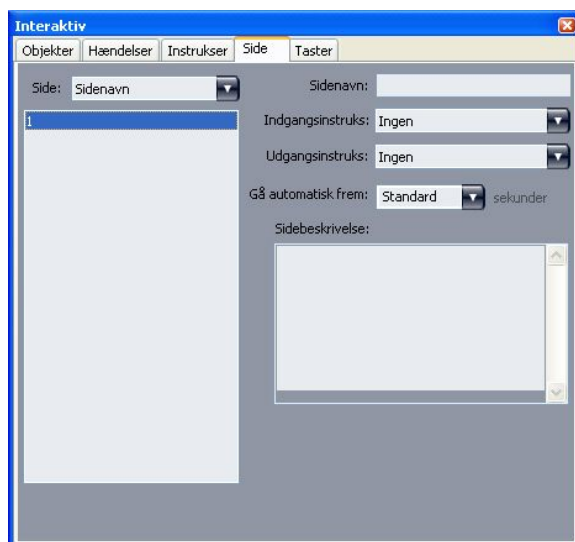 Interaktiv
Objekter Hændelser Instrukser Side Taster
Side: Sidenavn
1
Sidenavn:
Indgangsinstruks: Ingen
Udgangsinstruks: Ingen
Gå automatisk frem: Standard sekunder
Sidebeskrivelse: